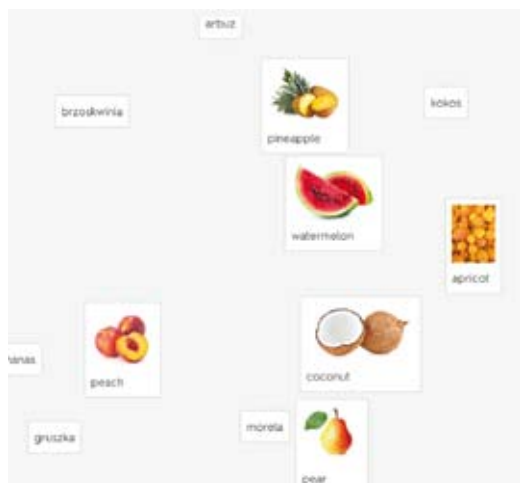 arbuz
brzoskwinia
kokos
pineapple
watermelon
apricot
peach
coconut
gruszka
morela
pear